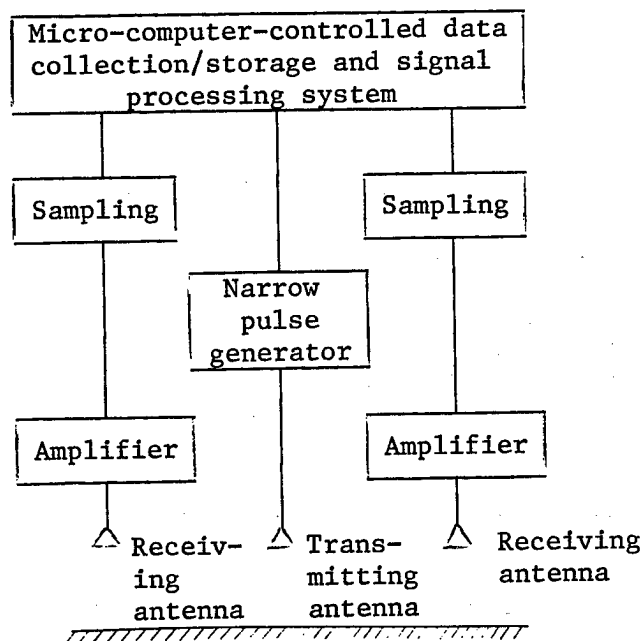 Micro-computer-controlled data
collection/storage and signal
processing system
Sampling
Sampling
Narrow
pulse
generator
Amplifier
Amplifier
Receiv-
ing
antenna
Trans-
mitting
antenna
Receiving
antenna